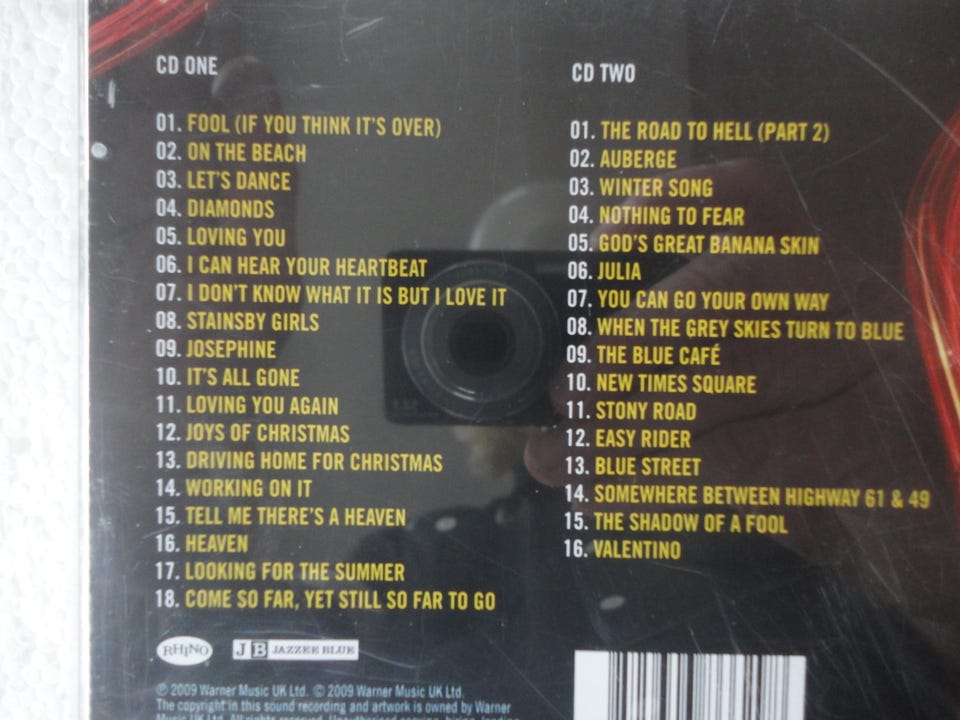 CD ONE
01. FOOL (IF YOU THINK IT'S OVER)
02. ON THE BEACH
03. LET'S DANCE
04. DIAMONDS
05. LOVING YOU
06. I CAN HEAR YOUR HEARTBEAT
07. I DON'T KNOW WHAT IT IS BUT I LOVE IT
08. STAINSBY GIRLS
09. JOSEPHINE
10. IT'S ALL GONE
11. LOVING YOU AGAIN
12. JOYS OF CHRISTMAS
13. DRIVING HOME FOR CHRISTMAS
14. WORKING ON IT
15. TELL ME THERE'S A HEAVEN
16. HEAVEN
17. LOOKING FOR THE SUMMER
18. COME SO FAR, YET STILL SO FAR TO GO
CD TWO
01. THE ROAD TO HELL (PART 2)
02. AUBERGE
03. WINTER SONG
04. NOTHING TO FEAR
05. GOD'S GREAT BANANA SKIN
06. JULIA
07. YOU CAN GO YOUR OWN WAY
08. WHEN THE GREY SKIES TURN TO BLUE
09. THE BLUE CAFÉ
10. NEW TIMES SQUARE
11. STONY ROAD
12. EASY RIDER
13. BLUE STREET
14. SOMEWHERE BETWEEN HIGHWAY 61 & 49
15. THE SHADOW OF A FOOL
16. VALENTINO
RHINO
JB JAZZEE BLUE
℗ 2009 Warner Music UK Ltd. © 2009 Warner Music UK Ltd.
The copyright in this sound recording and artwork is owned by Warner
Music UK Ltd. All rights reserved.